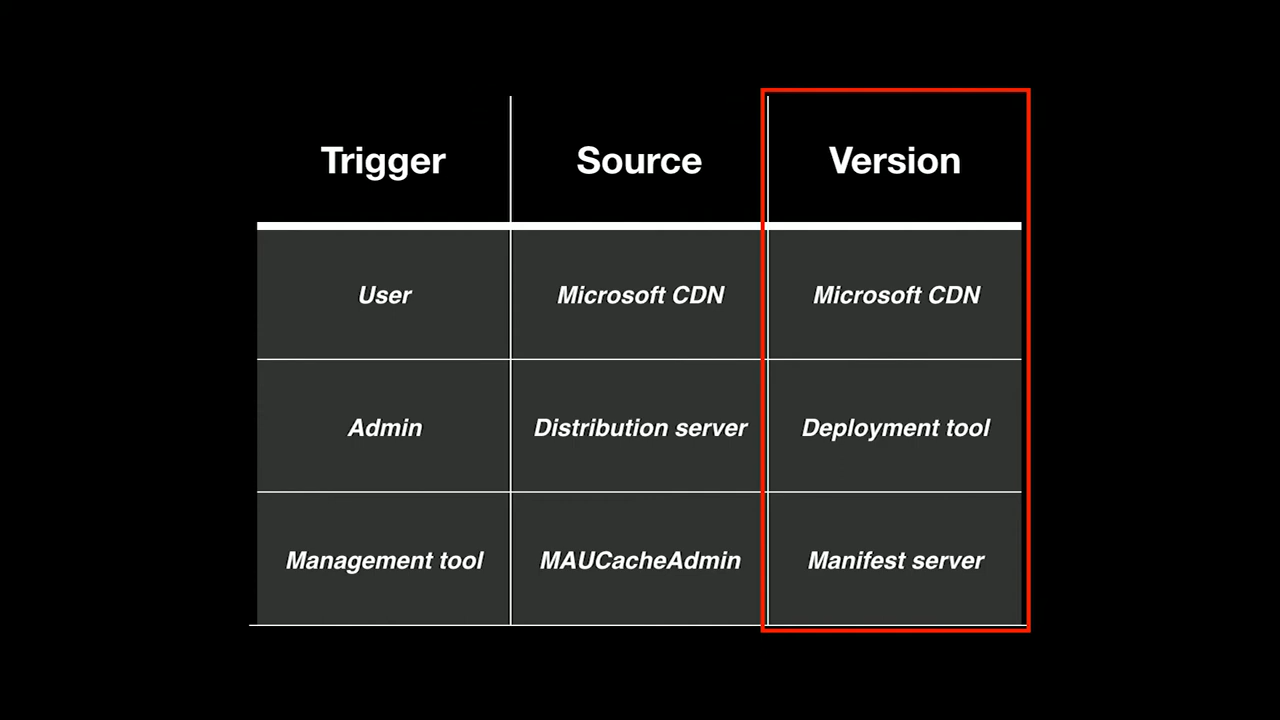 Trigger Source Version
User Microsoft CDN Microsoft CDN
Admin Distribution server Deployment tool
Management tool MAUCacheAdmin Manifest server